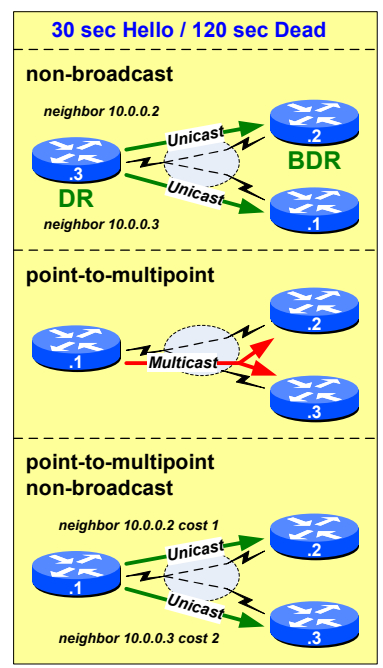 30 sec Hello / 120 sec Dead
non-broadcast
neighbor 10.0.0.2
Unicast
.2
BDR
.3
DR
Unicast
.1
neighbor 10.0.0.3
point-to-multipoint
.2
.1
Multicast
.3
point-to-multipoint
non-broadcast
neighbor 10.0.0.2 cost 1
Unicast
.2
.1
Unicast
.3
neighbor 10.0.0.3 cost 2